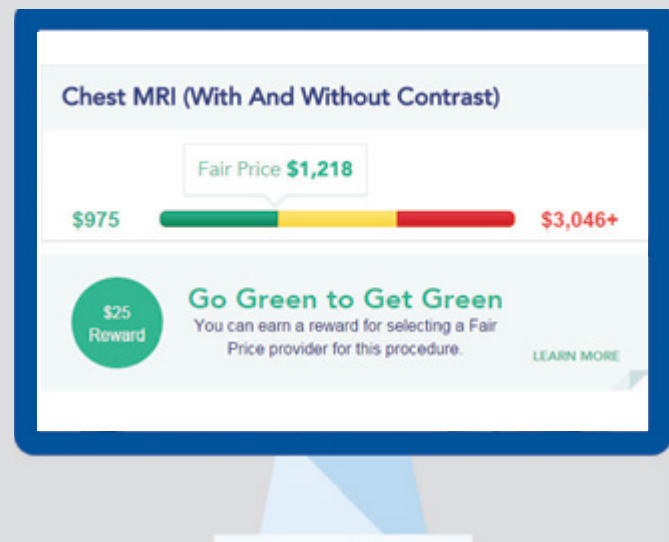 Chest MRI (With And Without Contrast)
Fair Price $1,218
$975
$3,046+
$25
Reward
Go Green to Get Green
You can earn a reward for selecting a Fair
Price provider for this procedure.
LEARN MORE